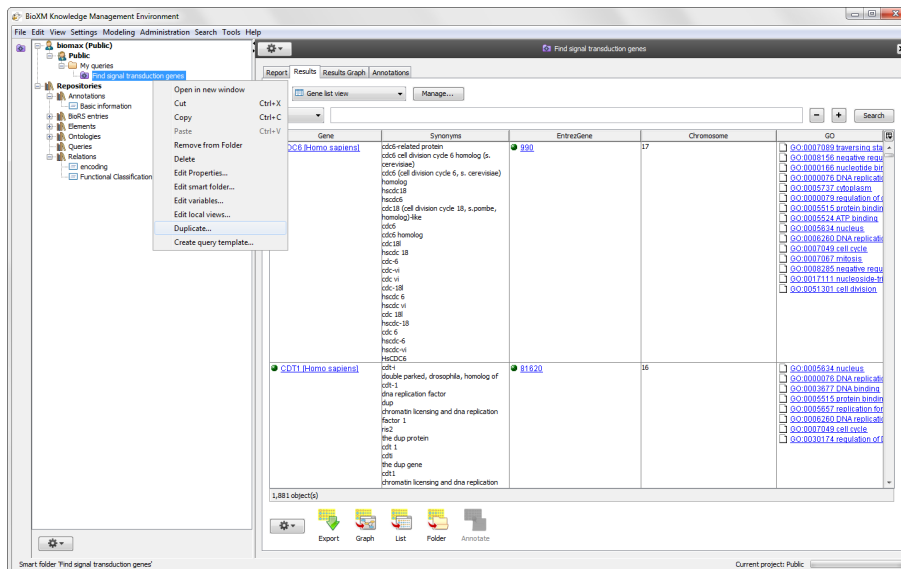 BioXM Knowledge Management Environment
File Edit View Settings Modeling Administration Search Tools Help
biomax (Public)
Public
My queries
Find signal transduction genes
Repositories
Annotations
Basic information
BioRS entries
Elements
Ontologies
Queries
Relations
encoding
Functional Classification
Open in new window
Cut Ctrl+X
Copy Ctrl+C
Paste Ctrl+V
Remove from Folder
Delete
Edit Properties...
Edit smart folder...
Edit variables...
Edit local views...
Duplicate...
Create query template...
Find signal transduction genes
Report Results Results Graph Annotations
Gene list view Manage...
Search
Gene Synonyms EntrezGene Chromosome GO
DC6 [Homo sapiens]
cdc6-related protein
cdc6 cell division cycle 6 homolog (s.
cerevisiae)
cdc6 (cell division cycle 6, s. cerevisiae)
homolog
hscdc18
hscdc6
cdc18 (cell division cycle 18, s.pombe,
homolog)-like
cdc6
cdc6 homolog
cdc18l
hscdc 18
cdc-6
cdc-vi
cdc vi
cdc-18l
hscdc 6
hscdc vi
cdc 18l
hscdc-18
cdc 6
hscdc-6
hscdc-vi
HsCDC6
990
17
GO:0007089 traversing sta
GO:0008156 negative regu
GO:0000166 nucleotide bin
GO:0000076 DNA replicatio
GO:0005737 cytoplasm
GO:0000079 regulation of c
GO:0005515 protein bindin
GO:0005524 ATP binding
GO:0005634 nucleus
GO:0006260 DNA replicatio
GO:0007049 cell cycle
GO:0007067 mitosis
GO:0008285 negative regu
GO:0017111 nucleoside-tri
GO:0051301 cell division
CDT1 [Homo sapiens]
cdt-i
double parked, drosophila, homolog of
cdt-1
dna replication factor
dup
chromatin licensing and dna replication
factor 1
ris2
the dup protein
cdt 1
cdti
the dup gene
cdt1
chromatin licensing and dna replication
81620
16
GO:0005634 nucleus
GO:0000076 DNA replicatio
GO:0003677 DNA binding
GO:0005515 protein bindin
GO:0005657 replication for
GO:0006260 DNA replicatio
GO:0007049 cell cycle
GO:0030174 regulation of D
1,881 object(s)
Export Graph List Folder Annotate
Smart folder 'Find signal transduction genes'
Current project: Public